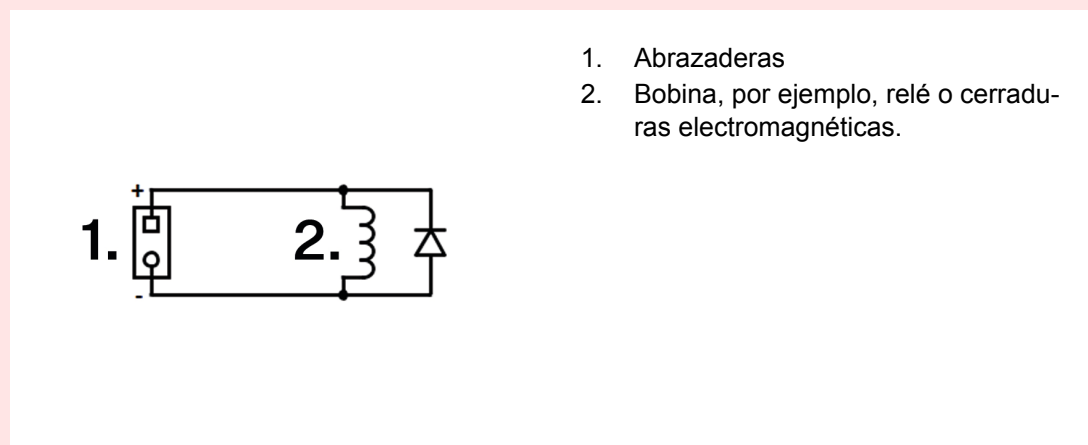 1. Abrazaderas
2. Bobina, por ejemplo, relé o cerradu-
ras electromagnéticas.
+
1.
2.
-